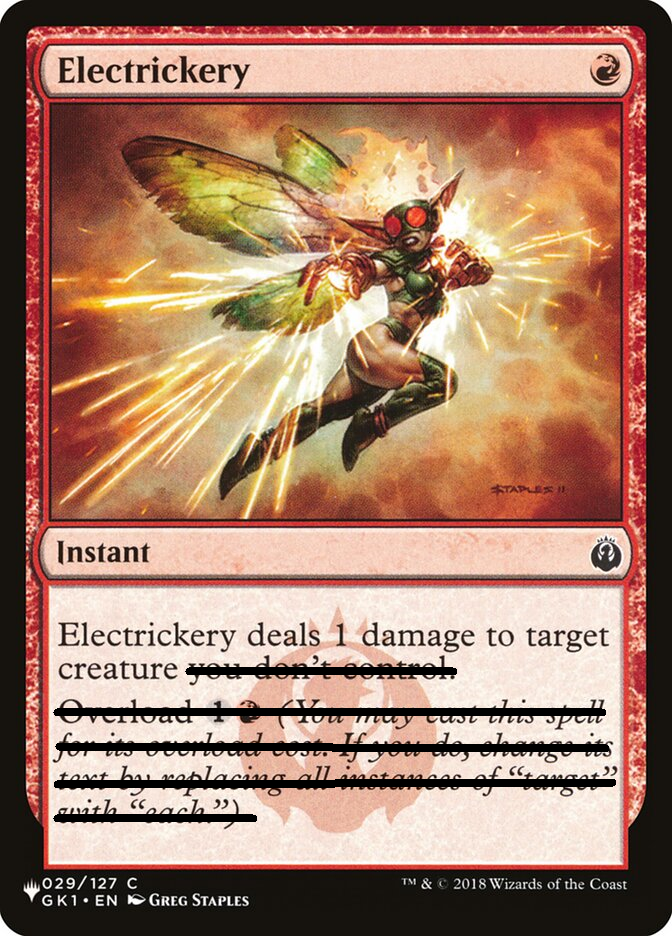 Electrickery
STAPLES 11
Instant
Electrickery deals 1 damage to target
creature you don't control.
Overload 1 (You may cast this spell
for its overload cost. If you do, change its
text by replacing all instances of “target”
with “each.”)
029/127 C
GK1 • EN Greg Staples
™ & © 2018 Wizards of the Coast